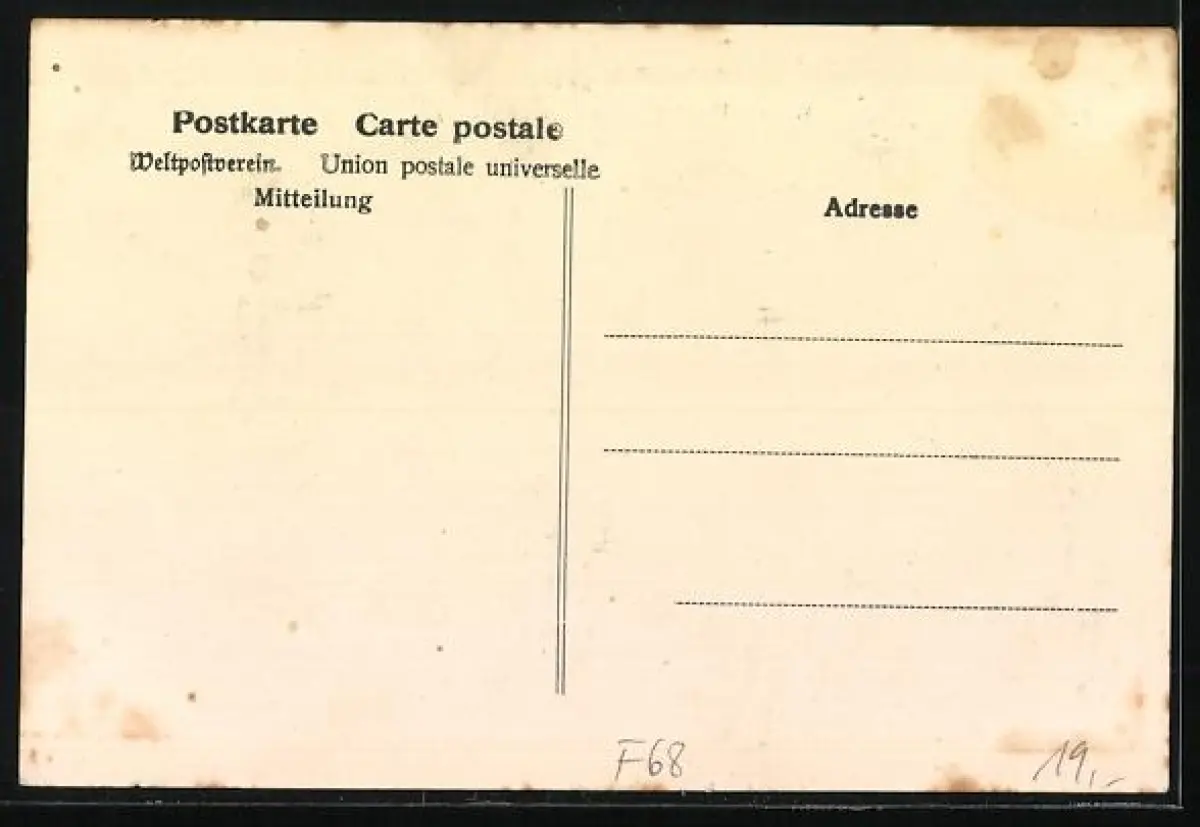 Postkarte Carte postale
Weltpostverein. Union postale universelle
Mitteilung
Adresse
F68
19,-